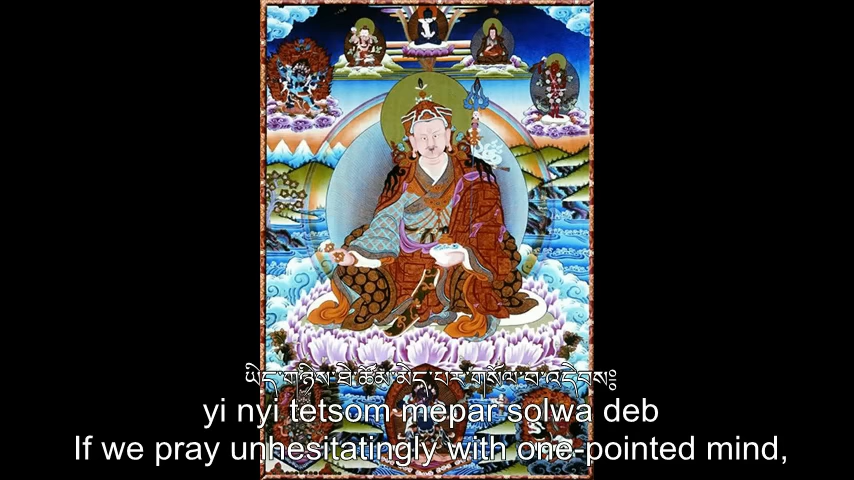 ཡིད་གཉིས་ཐེ་ཚོམ་མེད་པར་གསོལ་བ་འདེབས༔
yi nyi tetsom mepar solwa deb
If we pray unhesitatingly with one-pointed mind,